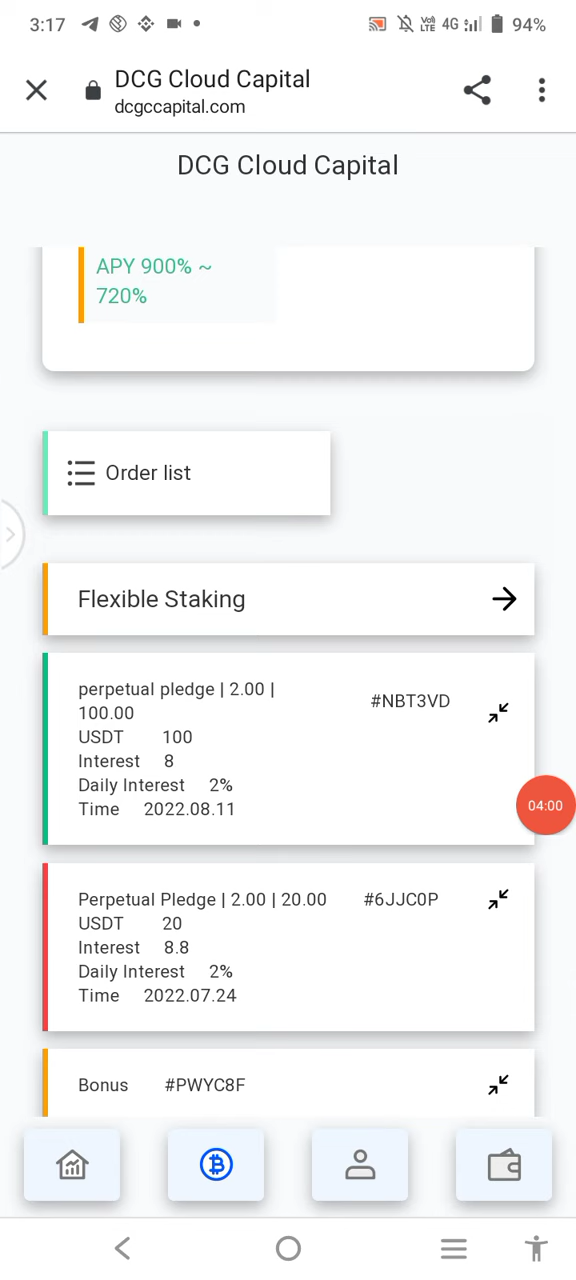 3:17 VoI LTE 4G 94%
DCG Cloud Capital
dcgccapital.com
DCG Cloud Capital
APY 900% ~
720%
Order list
Flexible Staking
perpetual pledge | 2.00 |
100.00 #NBT3VD
USDT 100
Interest 8
Daily Interest 2%
Time 2022.08.11
04:00
Perpetual Pledge | 2.00 | 20.00 #6JJC0P
USDT 20
Interest 8.8
Daily Interest 2%
Time 2022.07.24
Bonus #PWYC8F